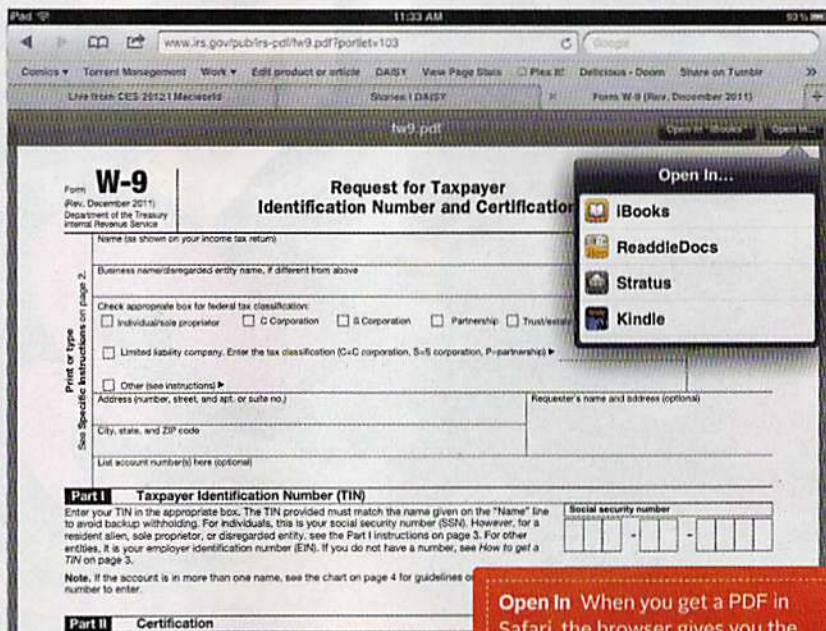 iPad
11:33 AM
93%
www.irs.gov/pub/irs-pdf/fw9.pdf?portlet=103
Google
Comics ▾ Torrent Management Work ▾ Edit product or article DAISY View Page Stats Plex It! Delicious - Doom Share on Tumblr
Live from CES 2012 | Macworld
Stories | DAISY
Form W-9 (Rev. December 2011)
fw9.pdf
Open in "iBooks"
Open In...
Open In...
iBooks
ReaddleDocs
Stratus
Kindle
Form W-9
(Rev. December 2011)
Department of the Treasury
Internal Revenue Service
Request for Taxpayer
Identification Number and Certification
Print or type
See Specific Instructions on page 2.
Name (as shown on your income tax return)
Business name/disregarded entity name, if different from above
Check appropriate box for federal tax classification:
Individual/sole proprietor C Corporation S Corporation Partnership Trust/estate
Limited liability company. Enter the tax classification (C=C corporation, S=S corporation, P=partnership) ▶
Other (see instructions) ▶
Address (number, street, and apt. or suite no.)
Requester's name and address (optional)
City, state, and ZIP code
List account number(s) here (optional)
Part I Taxpayer Identification Number (TIN)
Enter your TIN in the appropriate box. The TIN provided must match the name given on the "Name" line
to avoid backup withholding. For individuals, this is your social security number (SSN). However, for a
resident alien, sole proprietor, or disregarded entity, see the Part I instructions on page 3. For other
entities, it is your employer identification number (EIN). If you do not have a number, see How to get a
TIN on page 3.
Social security number
Note. If the account is in more than one name, see the chart on page 4 for guidelines on
number to enter.
Part II Certification
Open In When you get a PDF in
Safari, the browser gives you the